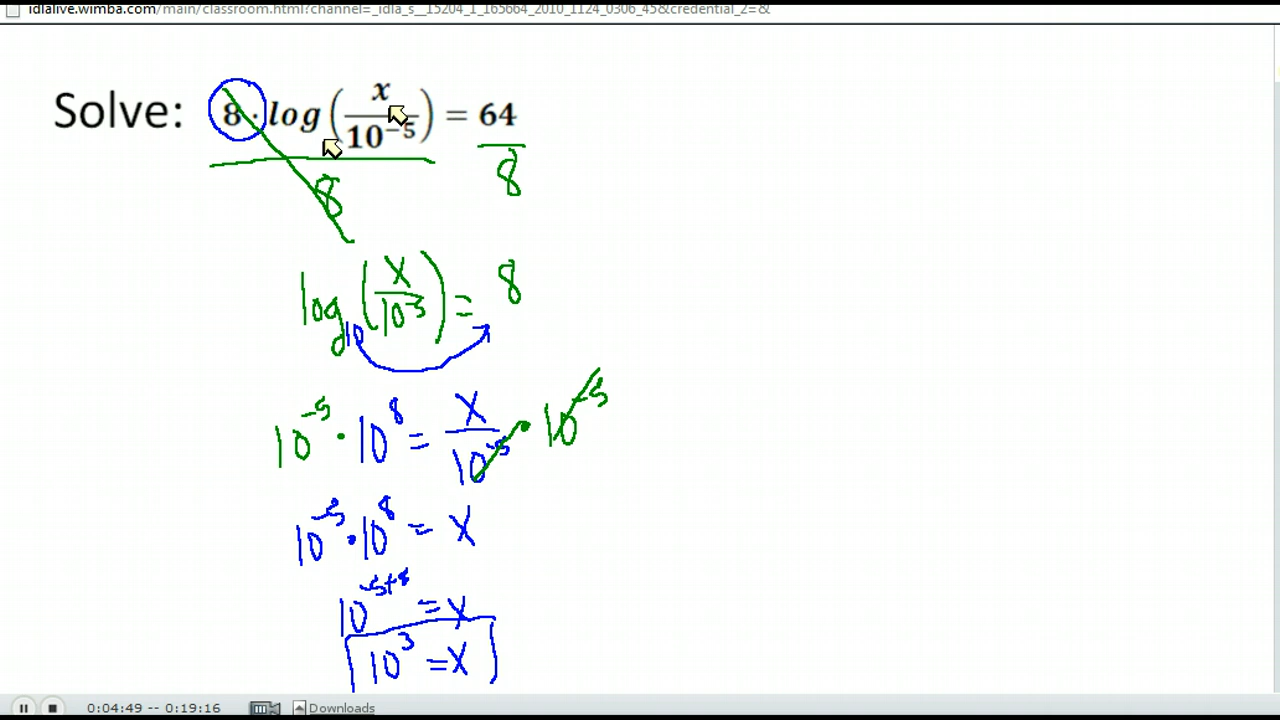 idlalive.wimba.com/main/classroom.html?channel=_idla_s__15204_1_165664_2010_1124_0306_45&credential_2=&
Solve: 8 · log (x / 10⁻⁵) = 64
8 8
log₁₀ (x / 10⁻⁵) = 8
10⁻⁵ · 10⁸ = x / 10⁻⁵ · 10⁻⁵
10⁻⁵ · 10⁸ = x
10⁻⁵⁺⁸ = x
10³ = x
0:04:49 -- 0:19:16 Downloads